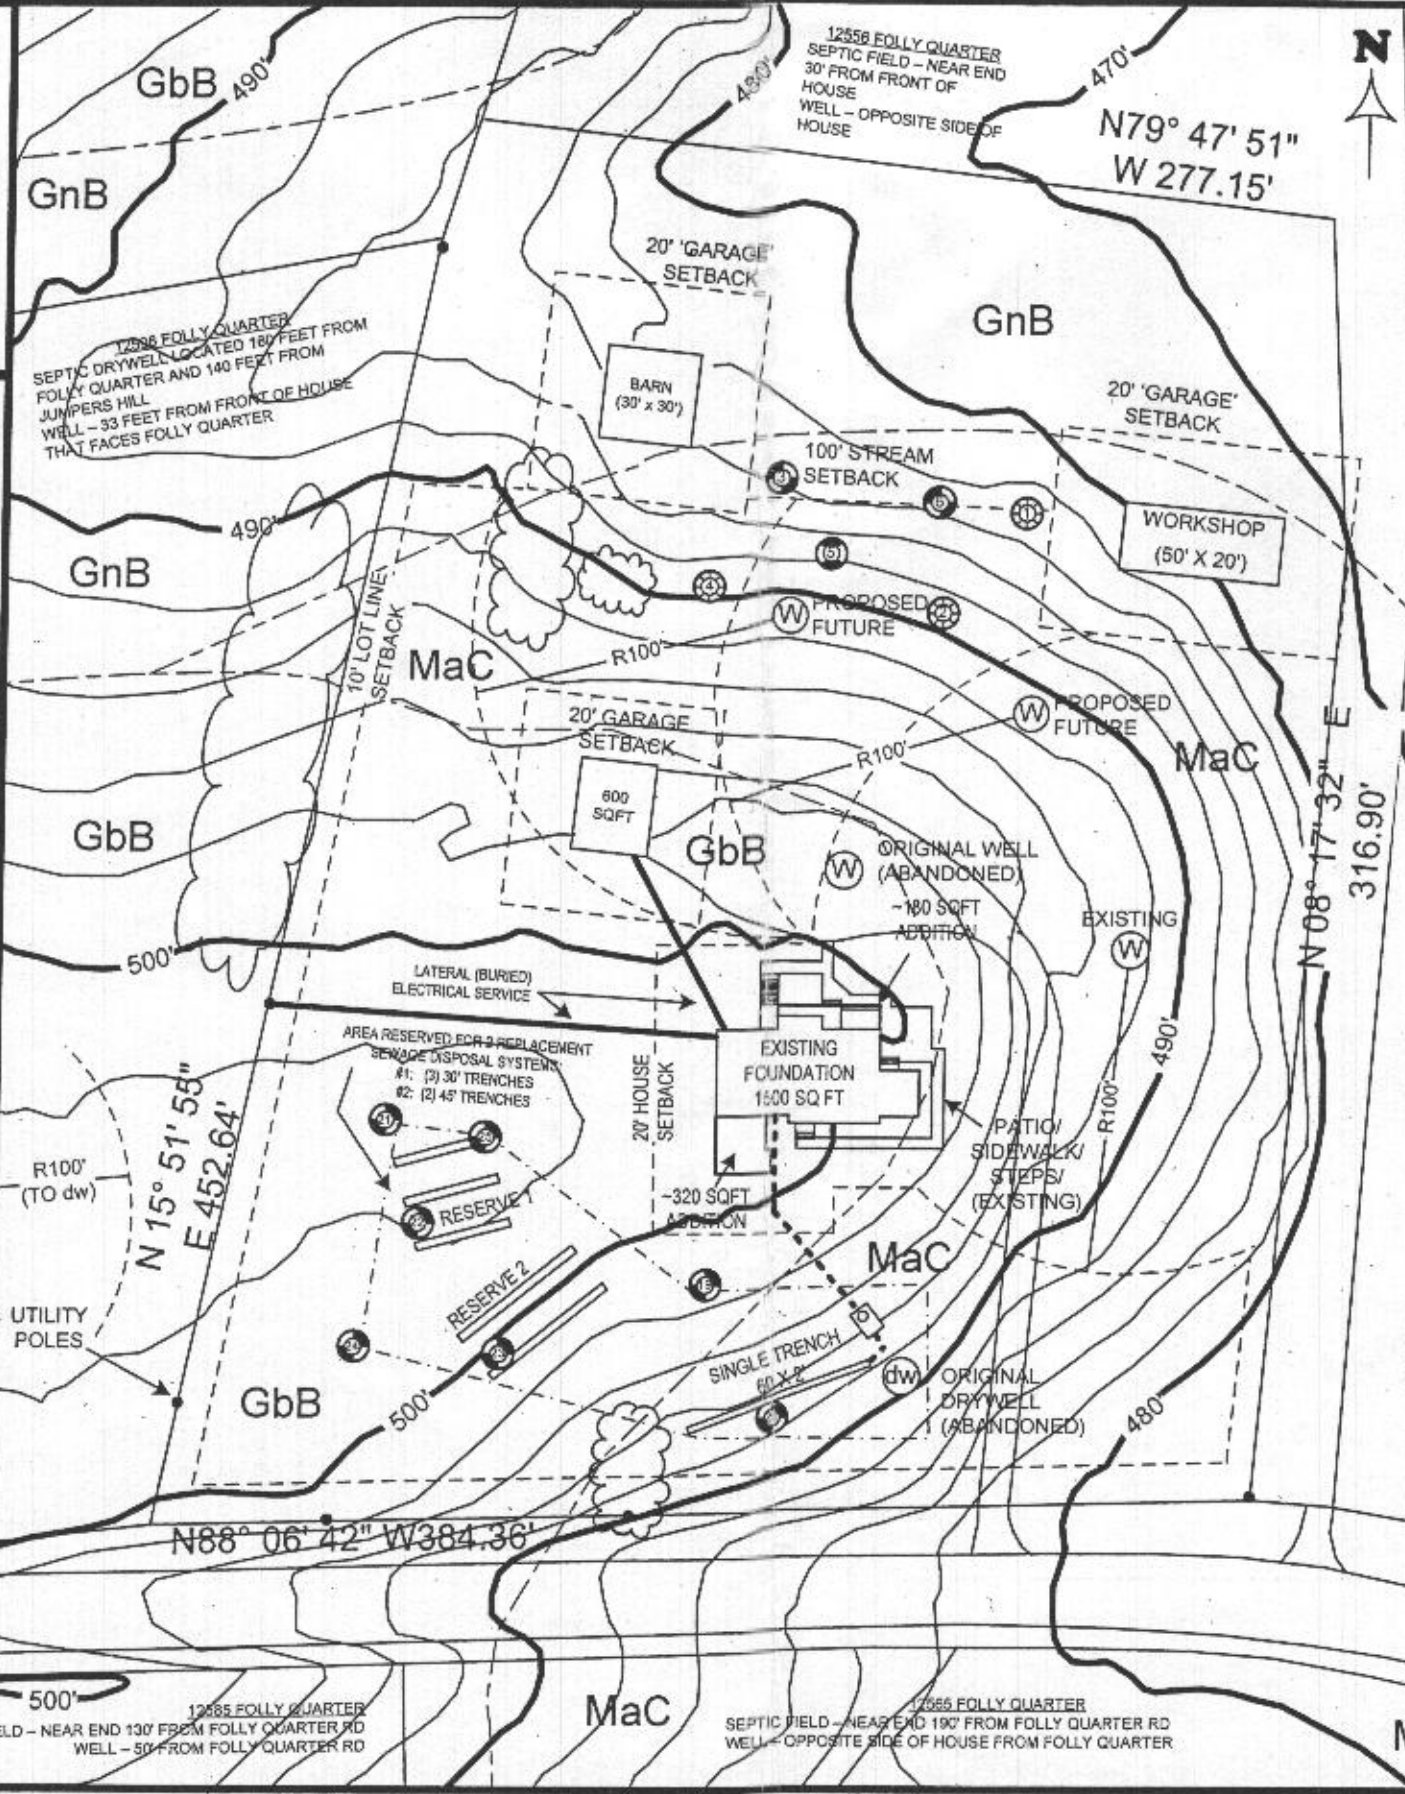 12556 FOLLY QUARTER
SEPTIC FIELD – NEAR END
30' FROM FRONT OF
HOUSE
WELL – OPPOSITE SIDE OF
HOUSE
N
470'
480'
490'
GbB
N79° 47' 51"
W 277.15'
GnB
20' 'GARAGE'
SETBACK
GnB
SEPTIC DRYWELL LOCATED 180 FEET FROM
FOLLY QUARTER AND 140 FEET FROM
JUMPERS HILL
WELL – 33 FEET FROM FRONT OF HOUSE
THAT FACES FOLLY QUARTER
BARN
(30' x 30')
20' 'GARAGE'
SETBACK
100' STREAM
SETBACK
3
6
1
WORKSHOP
(50' X 20')
490'
GnB
5
4
2
W
PROPOSED
FUTURE
10' LOT LINE
SETBACK
MaC
R100'
W
PROPOSED
FUTURE
20' GARAGE
SETBACK
R100'
MaC
N 08° 17' 32" E
316.90'
600
SQFT
GbB
GbB
W
ORIGINAL WELL
(ABANDONED)
~180 SQFT
ADDITION
EXISTING
W
500'
LATERAL (BURIED)
ELECTRICAL SERVICE
AREA RESERVED FOR 2 REPLACEMENT
SEWAGE DISPOSAL SYSTEMS:
#1: (3) 30' TRENCHES
#2: (2) 45' TRENCHES
20' HOUSE
SETBACK
EXISTING
FOUNDATION
1600 SQ FT
490'
R100'
PATIO/
SIDEWALK/
STEPS/
(EXISTING)
21
R100'
(TO dw)
N 15° 51' 55"
E 452.64'
RESERVE 1
~320 SQFT
ADDITION
MaC
RESERVE 2
UTILITY
POLES
SINGLE TRENCH
60 X 2'
dw
ORIGINAL
DRYWELL
(ABANDONED)
GbB
500'
480'
N88° 06' 42" W384.36'
500'
12585 FOLLY QUARTER
ELD – NEAR END 130' FROM FOLLY QUARTER RD
WELL – 50' FROM FOLLY QUARTER RD
MaC
12565 FOLLY QUARTER
SEPTIC FIELD – NEAR END 190' FROM FOLLY QUARTER RD
WELL – OPPOSITE SIDE OF HOUSE FROM FOLLY QUARTER